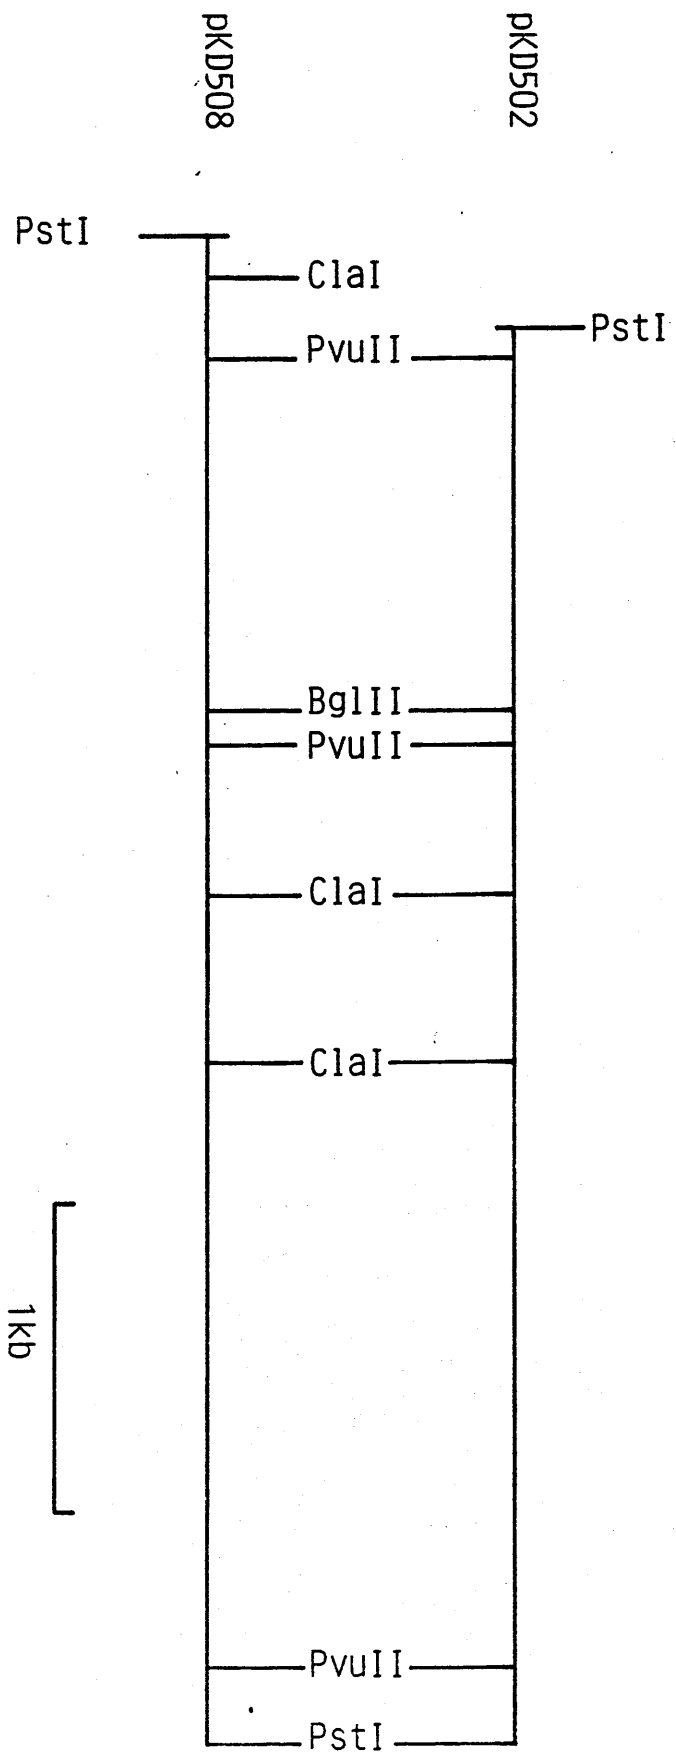 pKD508
pKD502
PstI
ClaI
PstI
PvuII
BglII
PvuII
ClaI
ClaI
1kb
PvuII
PstI